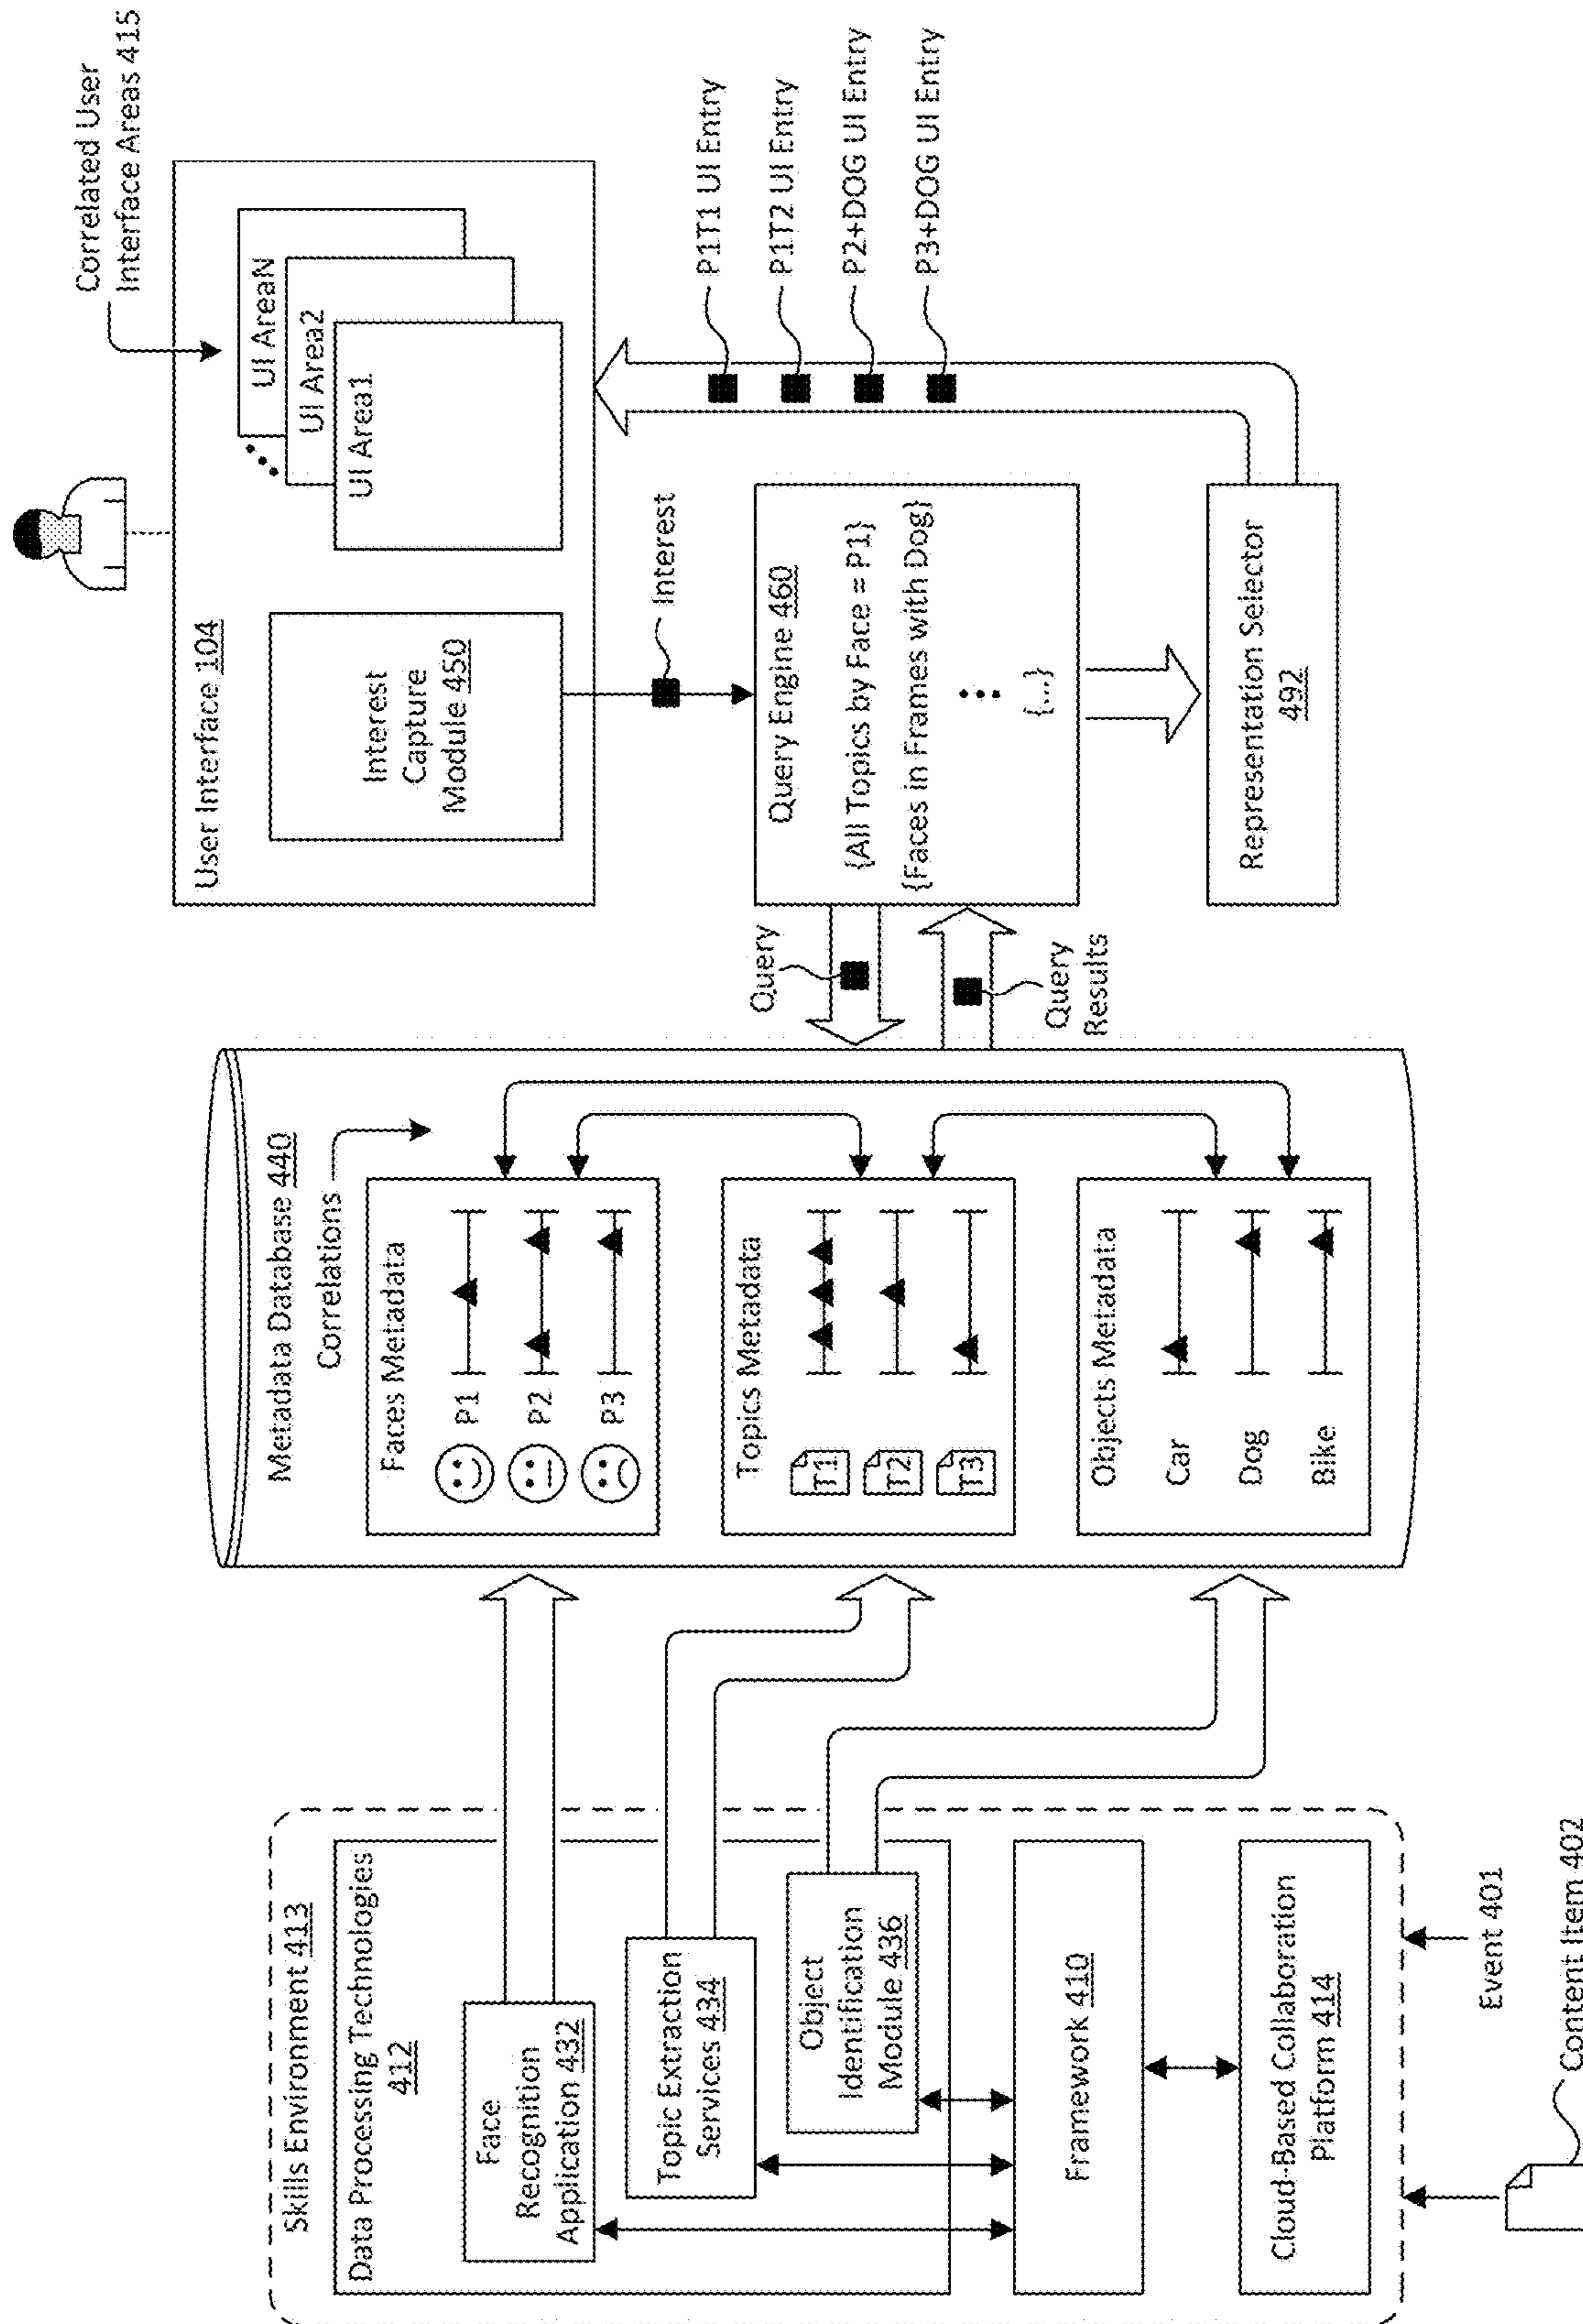 Skills Environment 413
Data Processing Technologies
412
Face
Recognition
Application 432
Topic Extraction
Services 434
Object
Identification
Module 436
Framework 410
Cloud-Based Collaboration
Platform 414
Event 401
Content Item 402
Metadata Database 440
Correlations
Faces Metadata
P1
P2
P3
Topics Metadata
T1
T2
T3
Objects Metadata
Car
Dog
Bike
Query
Query
Results
User Interface 104
Interest
Capture
Module 450
UI AreaN
UI Area2
UI Area1
Correlated User
Interface Areas 415
Interest
Query Engine 460
{All Topics by Face = P1}
{Faces in Frames with Dog}
{...}
Representation Selector
492
P1T1 UI Entry
P1T2 UI Entry
P2+DOG UI Entry
P3+DOG UI Entry